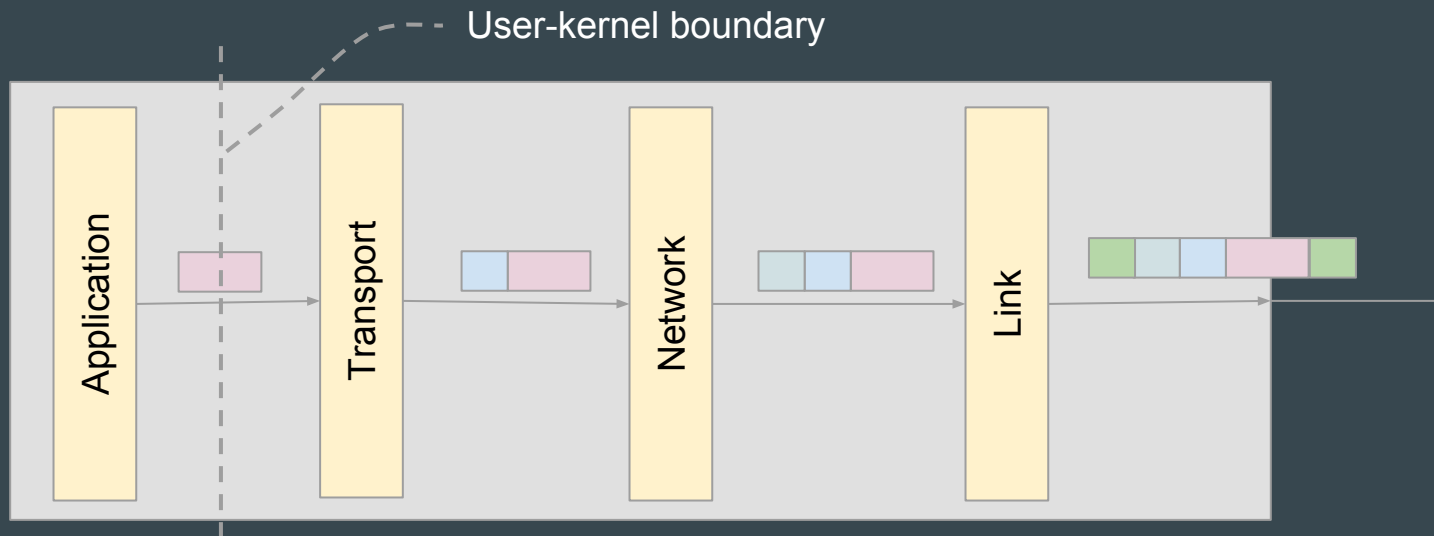 User-kernel boundary
Application
Transport
Network
Link